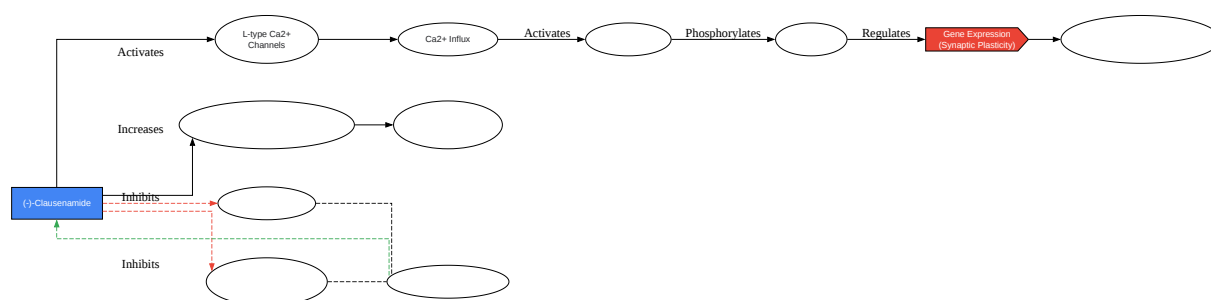 L-type Ca2+
Channels
Ca2+ Influx
Activates
Phosphorylates
Regulates
Gene Expression
(Synaptic Plasticity)
Activates
Increases
Inhibits
(-)-Clausenamide
Inhibits